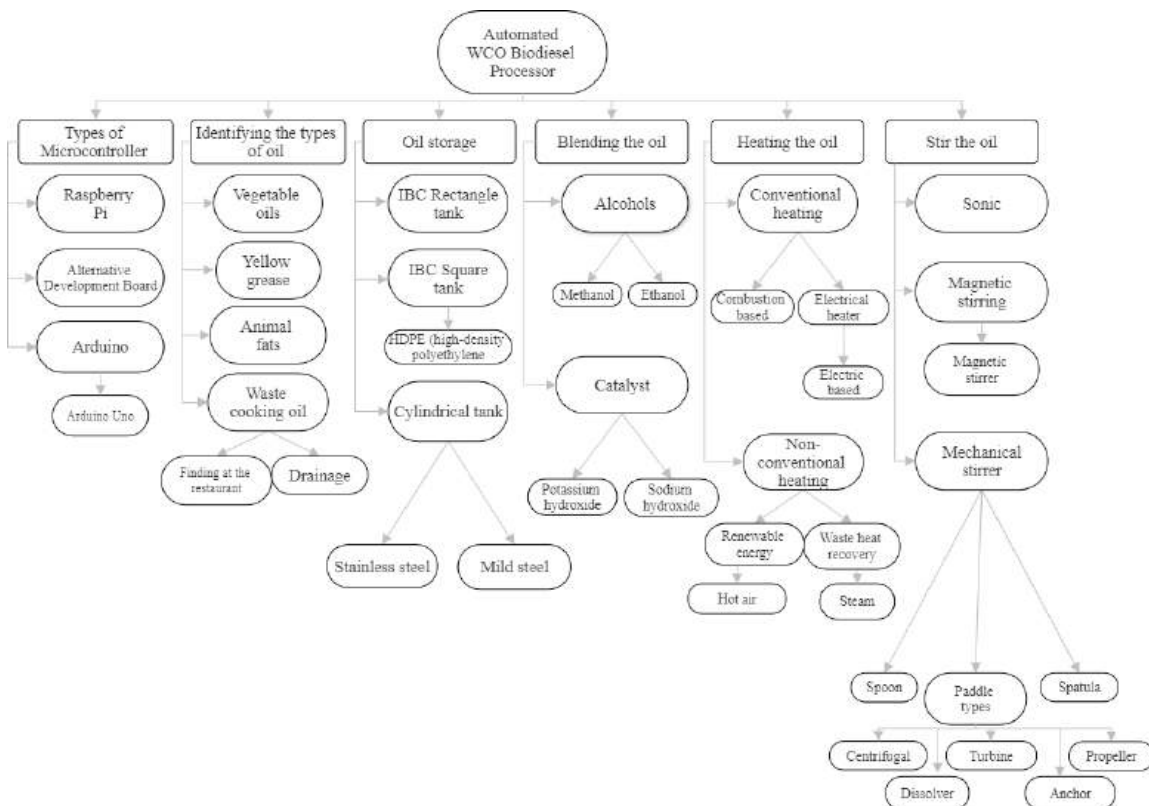 Automated
WCO Biodiesel
Processor
Types of
Microcontroller
Identifying the types
of oil
Oil storage
Blending the oil
Heating the oil
Stir the oil
Raspberry
Pi
Alternative
Development Board
Arduino
Arduino Uno
Vegetable
oils
Yellow
grease
Animal
fats
Waste
cooking oil
Finding at the
restaurant
Drainage
IBC Rectangle
tank
IBC Square
tank
HDPE (high-density
polyethylene
Cylindrical tank
Stainless steel
Mild steel
Alcohols
Methanol
Ethanol
Catalyst
Potassium
hydroxide
Sodium
hydroxide
Conventional
heating
Combustion
based
Electrical
heater
Electric
based
Non-
conventional
heating
Renewable
energy
Waste heat
recovery
Hot air
Steam
Sonic
Magnetic
stirring
Magnetic
stirrer
Mechanical
stirrer
Spoon
Paddle
types
Spatula
Centrifugal
Turbine
Propeller
Dissolver
Anchor